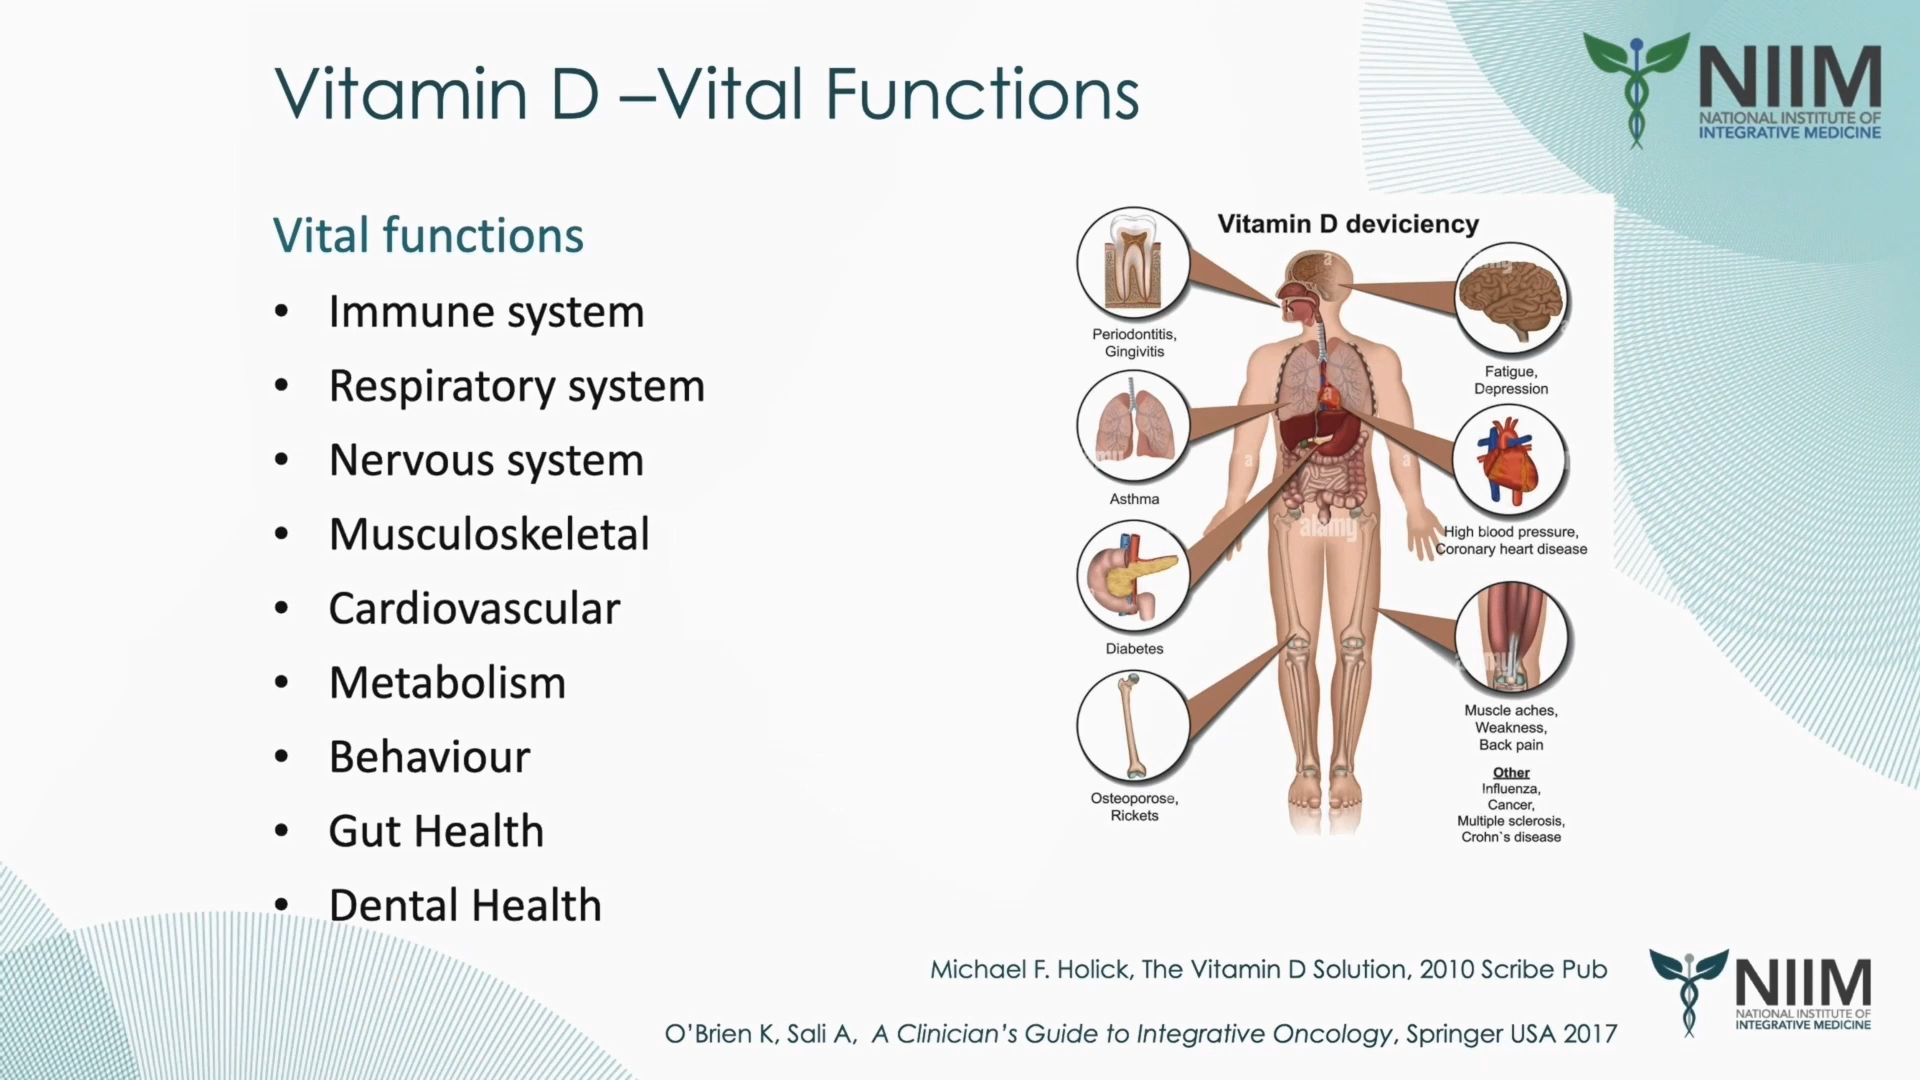 Vitamin D –Vital Functions
NIIM
NATIONAL INSTITUTE OF
INTEGRATIVE MEDICINE
Vital functions
• Immune system
• Respiratory system
• Nervous system
• Musculoskeletal
• Cardiovascular
• Metabolism
• Behaviour
• Gut Health
• Dental Health
Vitamin D deviciency
Periodontitis,
Gingivitis
Asthma
Diabetes
Osteoporose,
Rickets
Fatigue,
Depression
High blood pressure,
Coronary heart disease
Muscle aches,
Weakness,
Back pain
Other
Influenza,
Cancer,
Multiple sclerosis,
Crohn`s disease
alamy
Michael F. Holick, The Vitamin D Solution, 2010 Scribe Pub
O’Brien K, Sali A, A Clinician’s Guide to Integrative Oncology, Springer USA 2017
NIIM
NATIONAL INSTITUTE OF
INTEGRATIVE MEDICINE